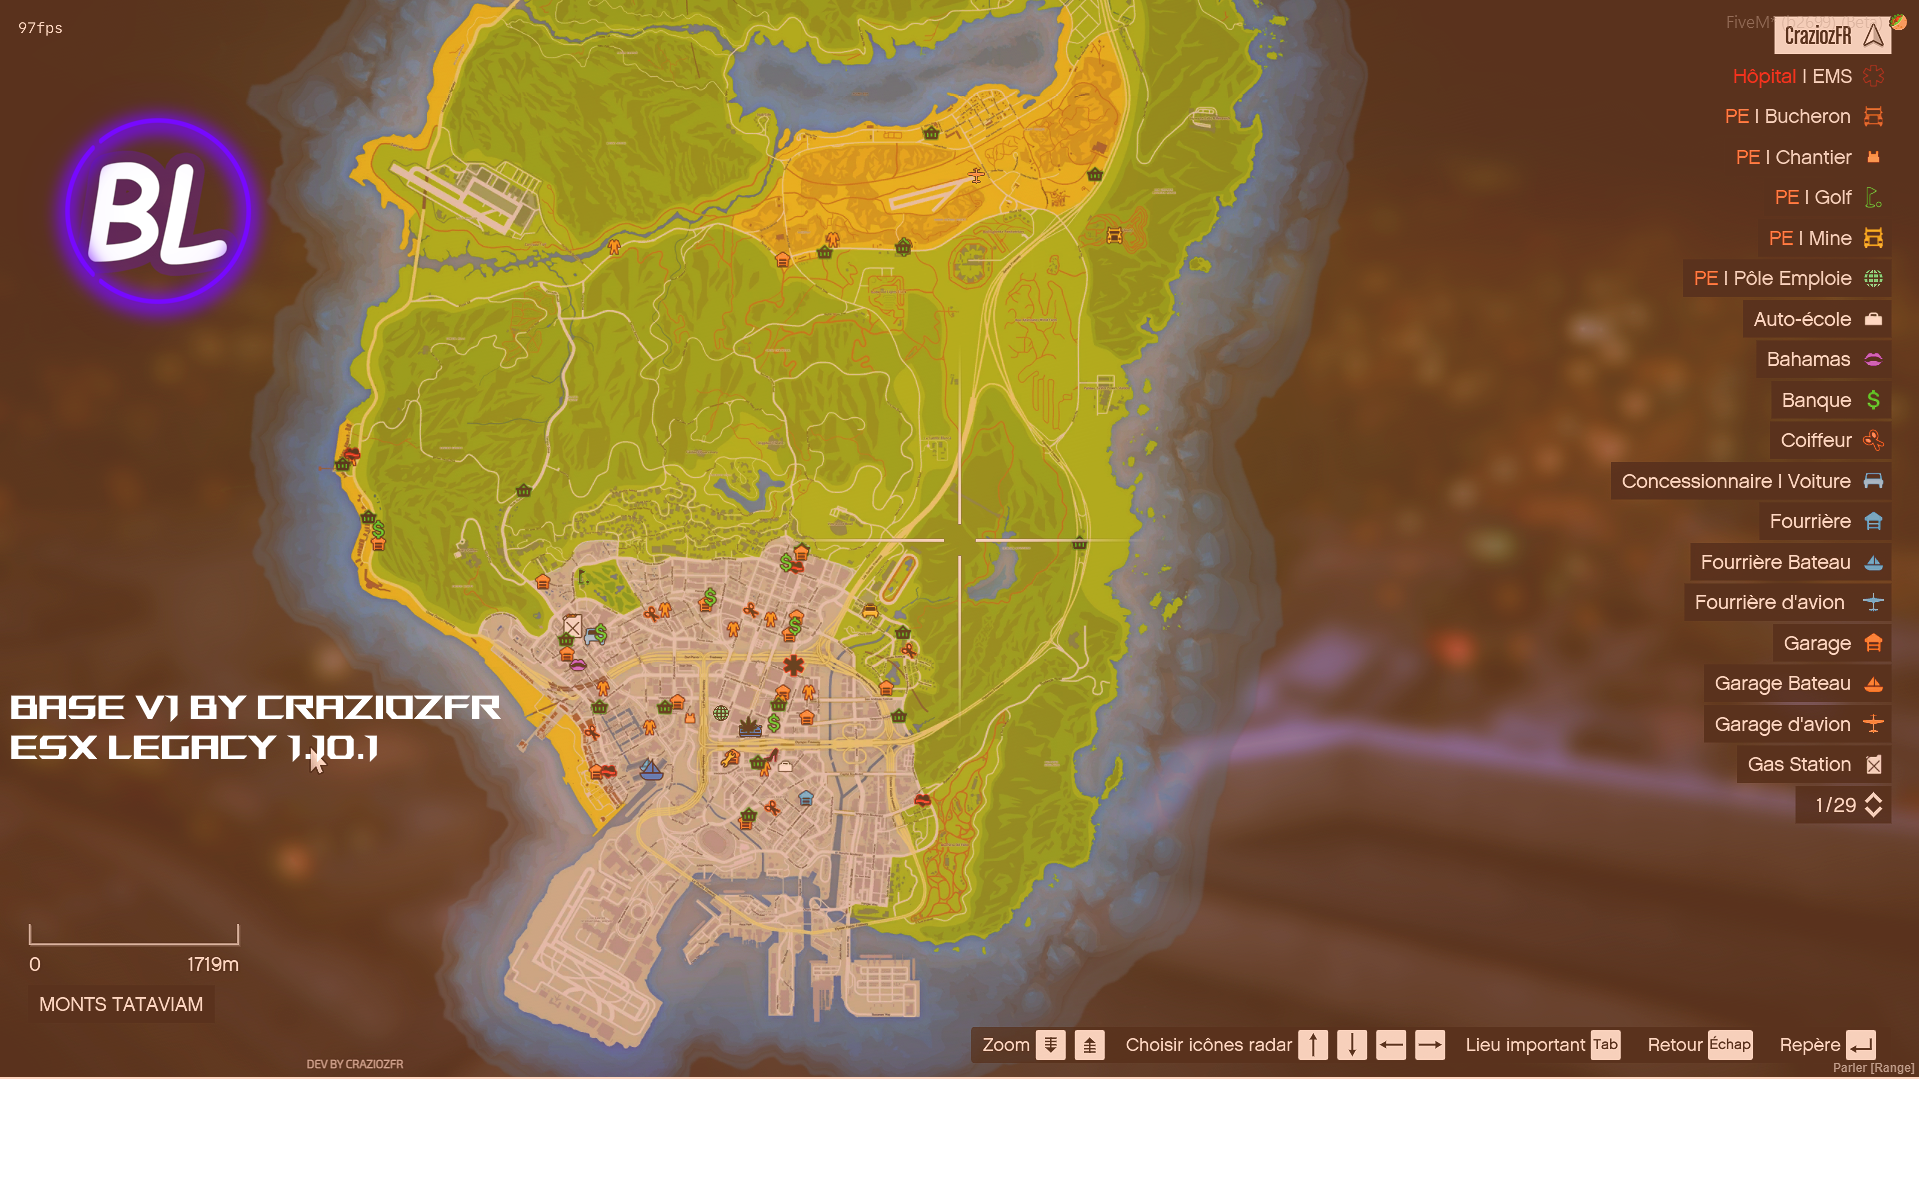 97fps
FiveM
CraziozFR
Hôpital | EMS
PE | Bucheron
PE | Chantier
PE | Golf
PE | Mine
PE | Pôle Emploie
Auto-école
Bahamas
Banque
Coiffeur
Concessionnaire | Voiture
Fourrière
Fourrière Bateau
Fourrière d'avion
Garage
Garage Bateau
Garage d'avion
Gas Station
1/29
BL
BASE V1 BY CRAZIOZFR
ESX LEGACY 1.10.1
0 1719m
MONTS TATAVIAM
DEV BY CRAZIOZFR
Zoom Choisir icônes radar Lieu important Tab Retour Échap Repère
Parler [Range]